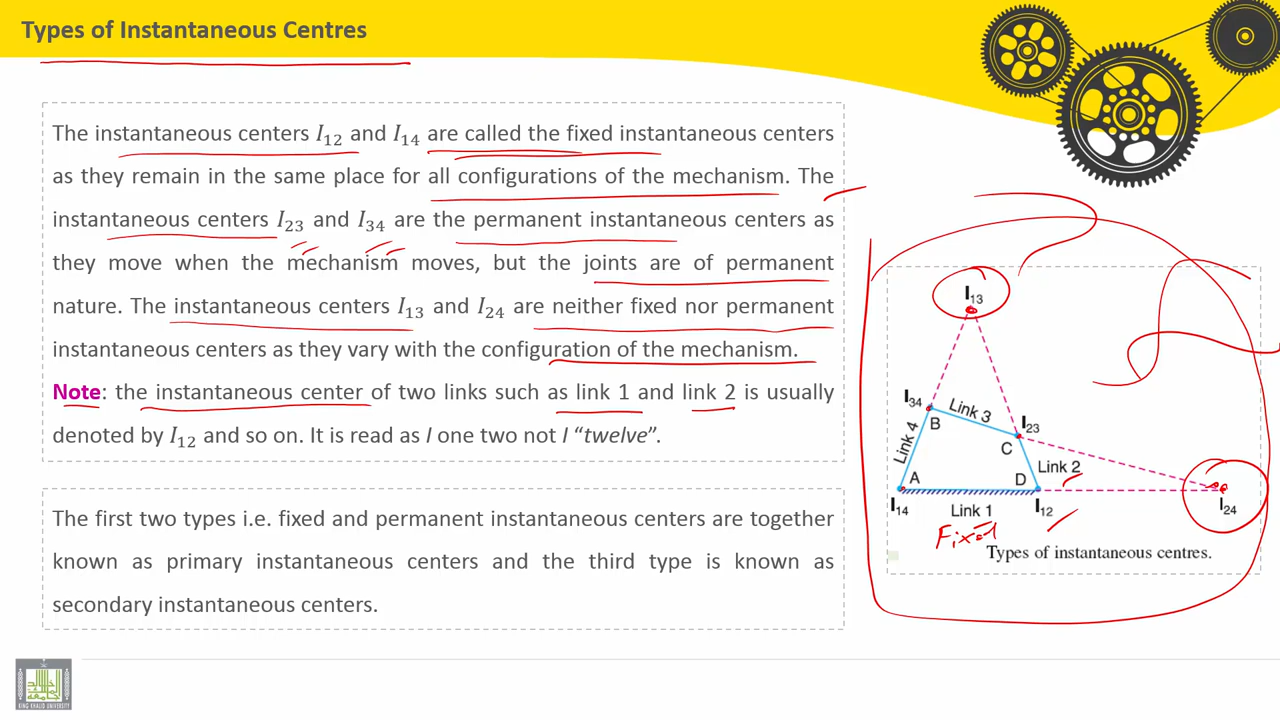 Types of Instantaneous Centres
The instantaneous centers I₁₂ and I₁₄ are called the fixed instantaneous centers
as they remain in the same place for all configurations of the mechanism. The
instantaneous centers I₂₃ and I₃₄ are the permanent instantaneous centers as
they move when the mechanism moves, but the joints are of permanent
nature. The instantaneous centers I₁₃ and I₂₄ are neither fixed nor permanent
instantaneous centers as they vary with the configuration of the mechanism.
Note: the instantaneous center of two links such as link 1 and link 2 is usually
denoted by I₁₂ and so on. It is read as I one two not I “twelve”.
The first two types i.e. fixed and permanent instantaneous centers are together
known as primary instantaneous centers and the third type is known as
secondary instantaneous centers.
I₁₃
I₃₄
B
Link 3
I₂₃
C
Link 4
Link 2
A
D
I₁₄
Link 1
I₁₂
I₂₄
Fixed
Types of instantaneous centres.
KING KHALID UNIVERSITY